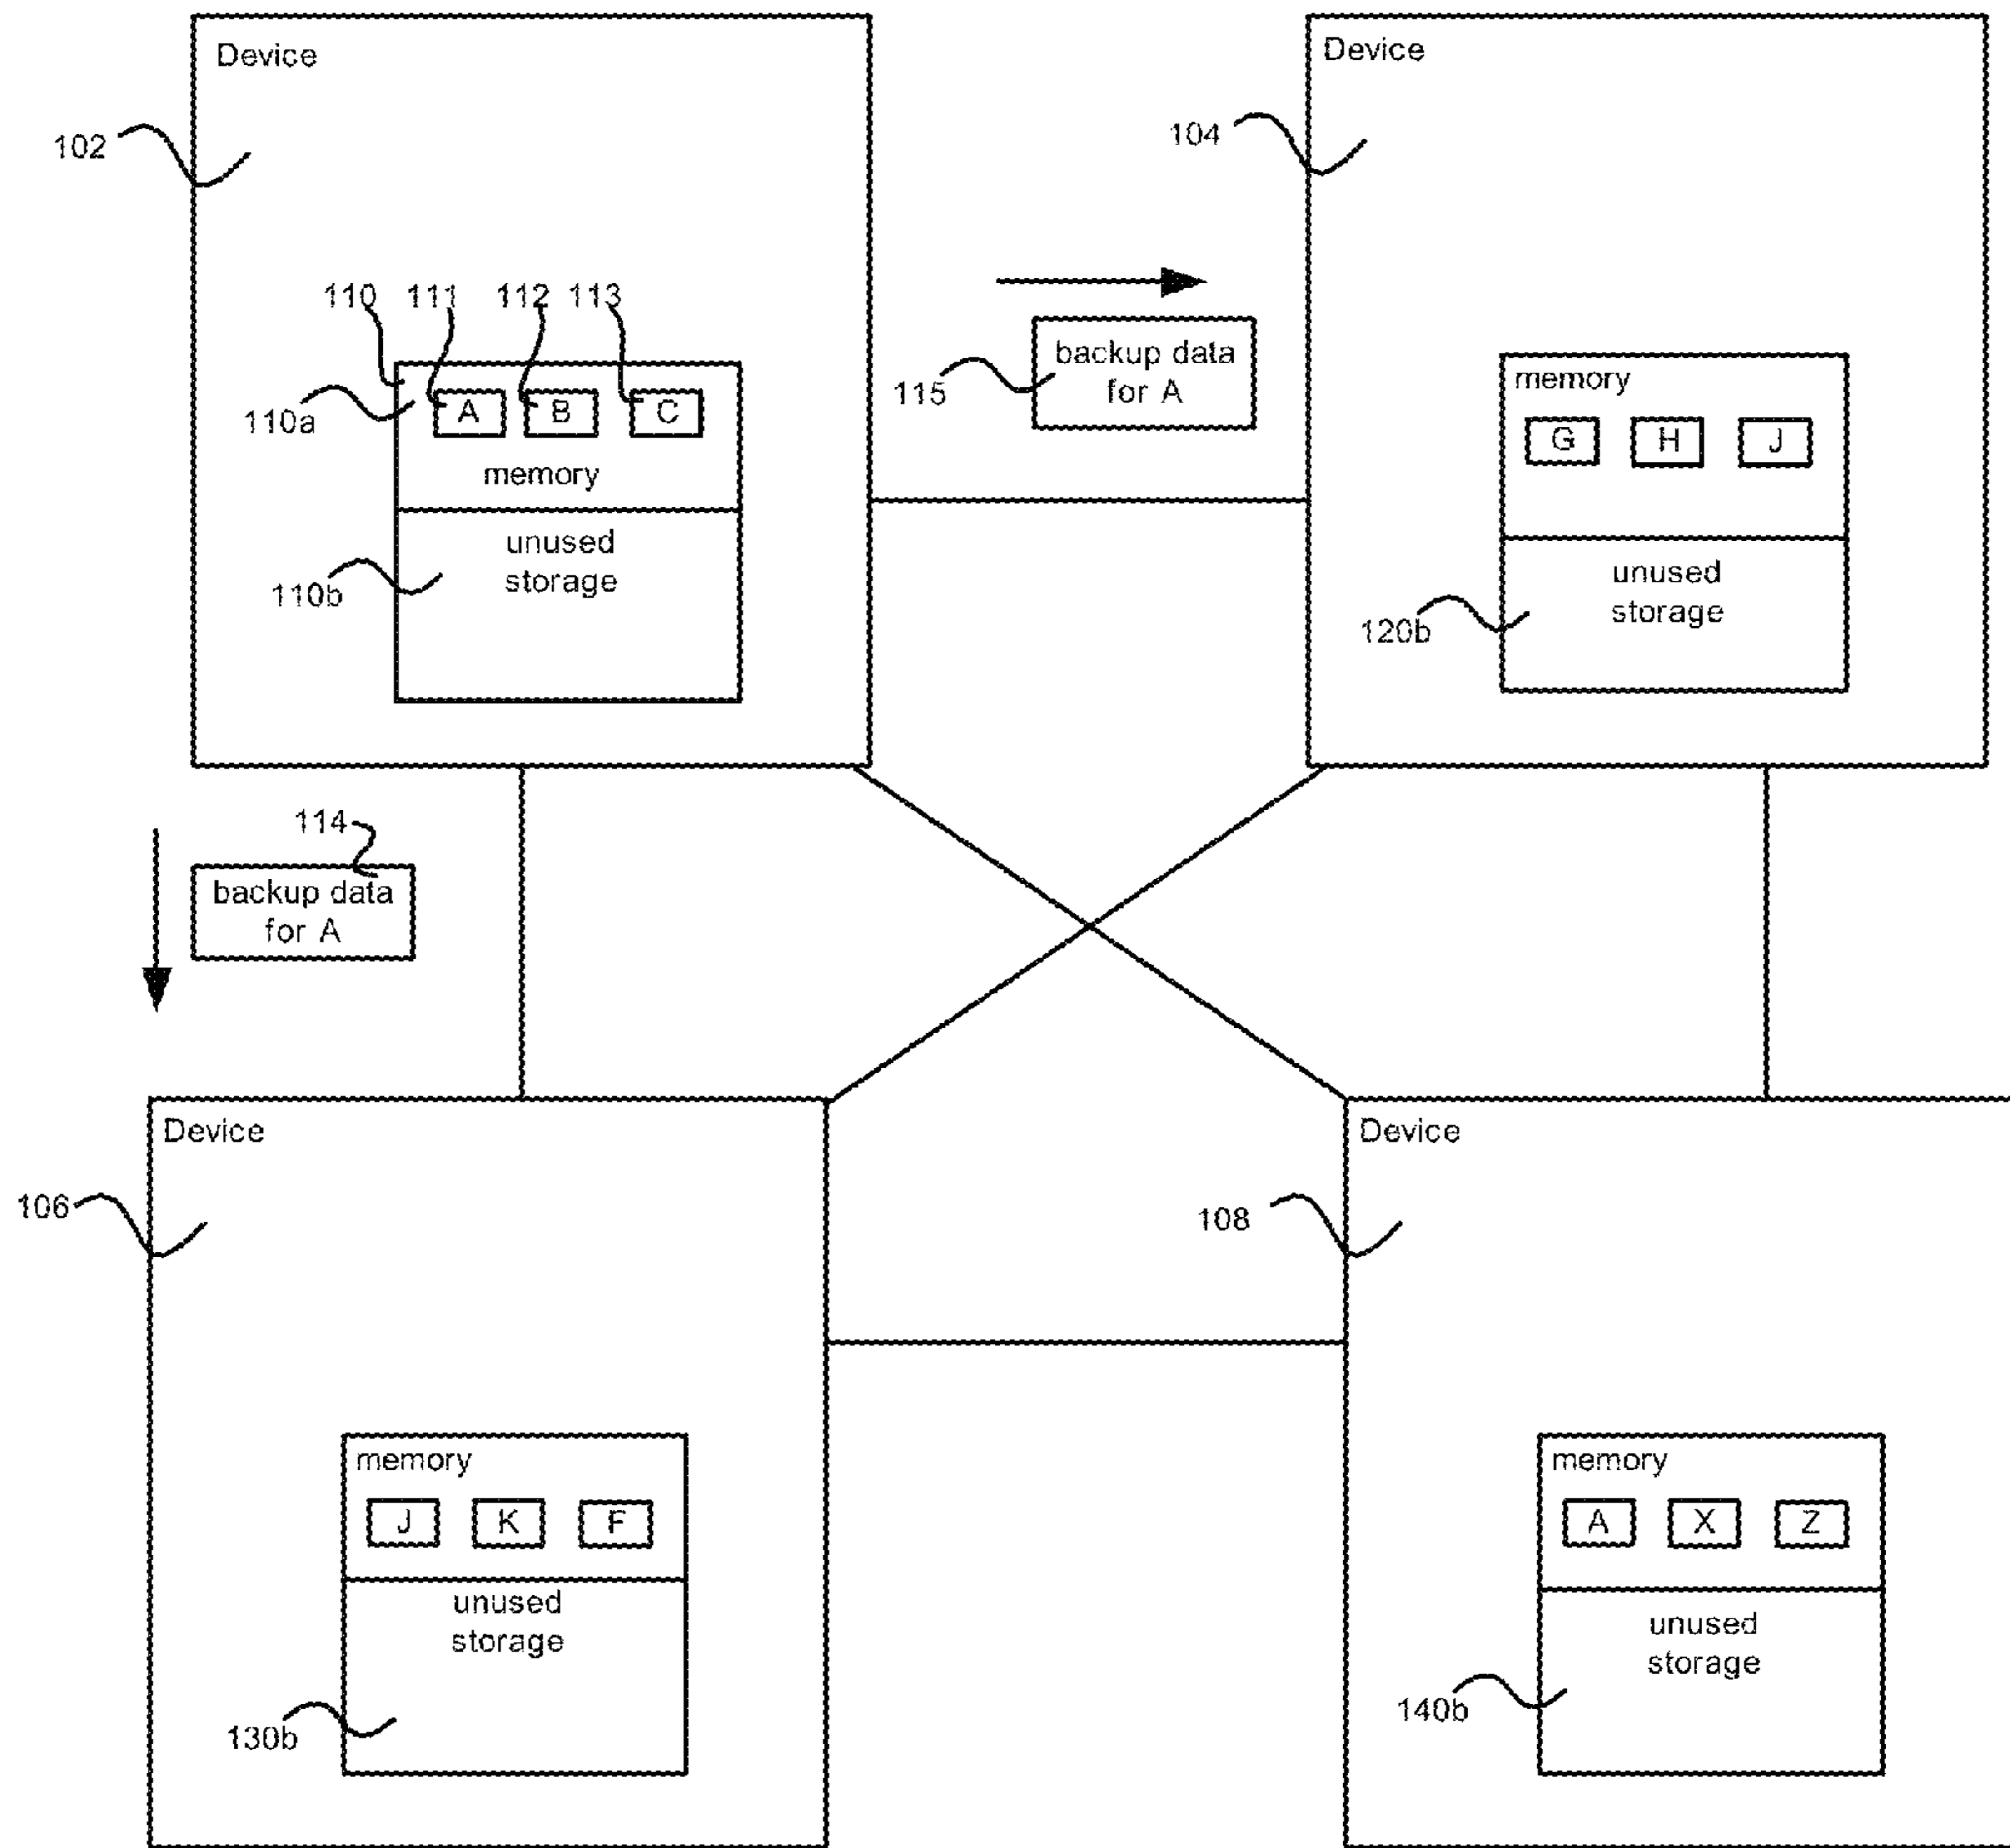 Device
102
110
111
112
113
110a
A
B
C
memory
unused
storage
110b
115
backup data
for A
Device
104
memory
G
H
J
unused
storage
120b
114
backup data
for A
Device
106
memory
J
K
F
unused
storage
130b
Device
108
memory
A
X
Z
unused
storage
140b